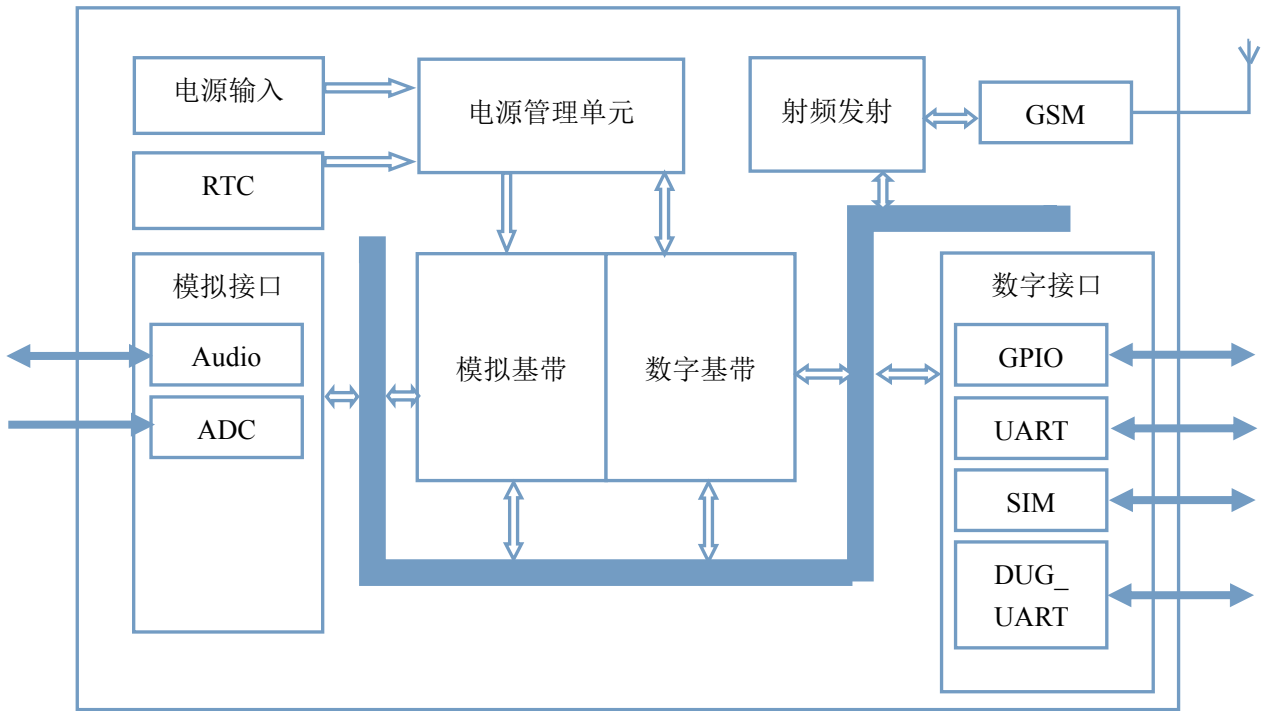 电源输入
电源管理单元
射频发射
GSM
RTC
模拟接口
Audio
ADC
模拟基带
数字基带
数字接口
GPIO
UART
SIM
DUG_
UART